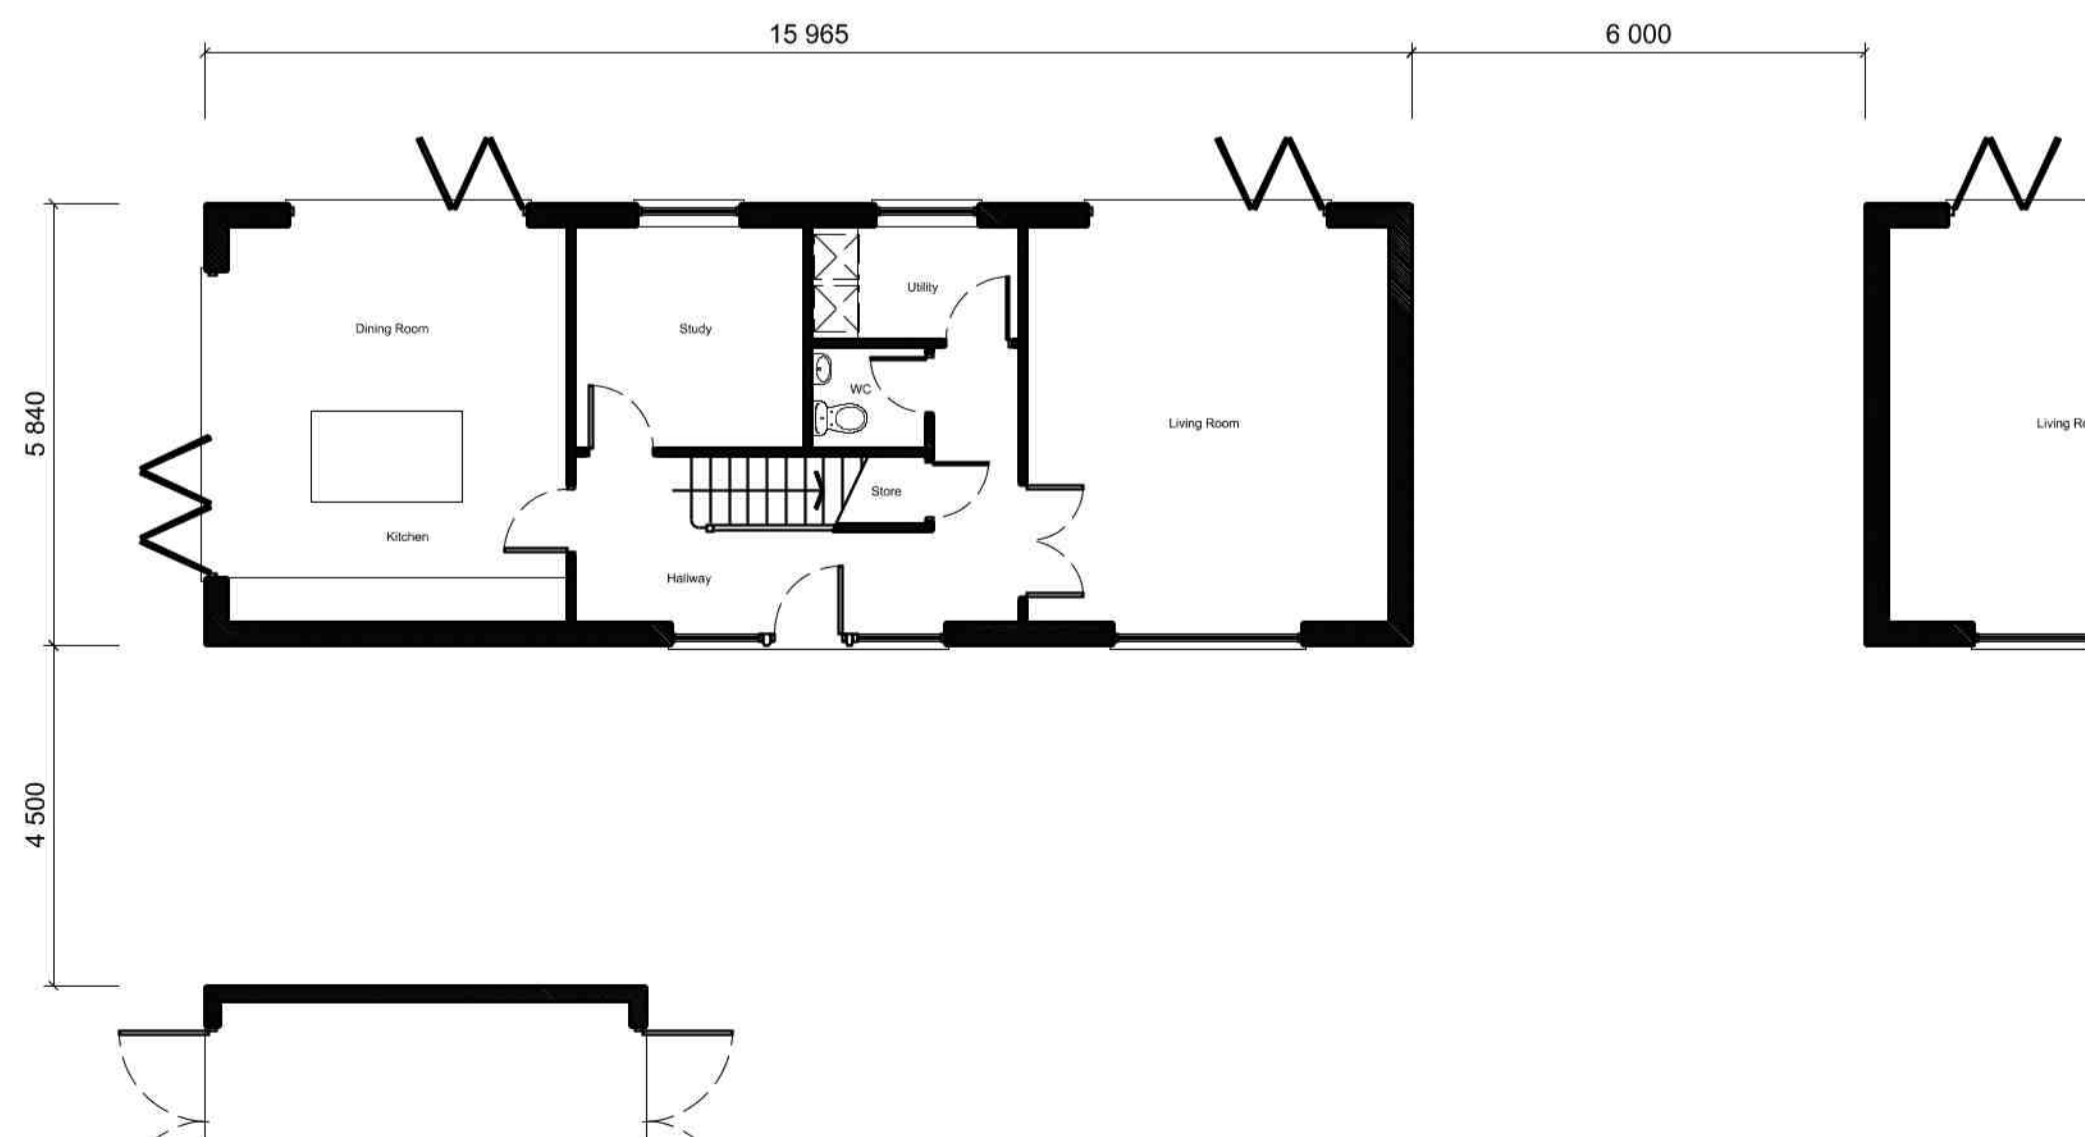 15 965
6 000
5 840
4 500
Dining Room
Study
Utility
WC
Living Room
Living Ro
Store
Kitchen
Hallway